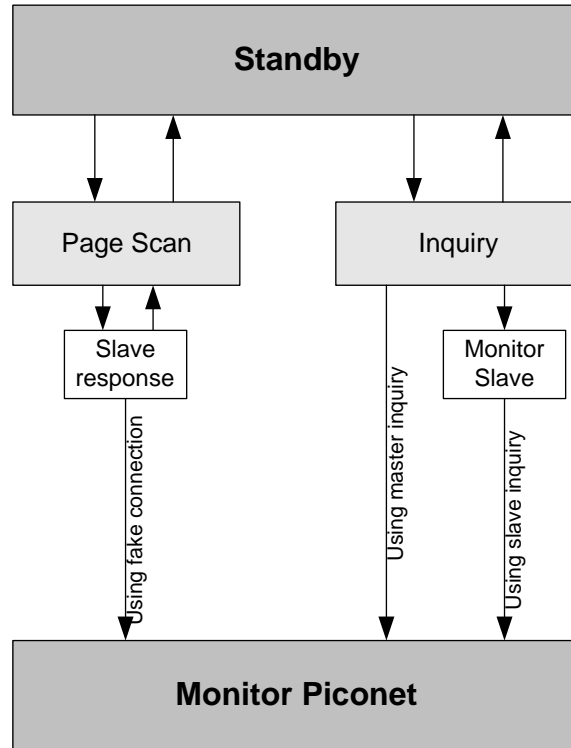 Standby
Page Scan
Inquiry
Slave
response
Monitor
Slave
Using fake connection
Using master inquiry
Using slave inquiry
Monitor Piconet